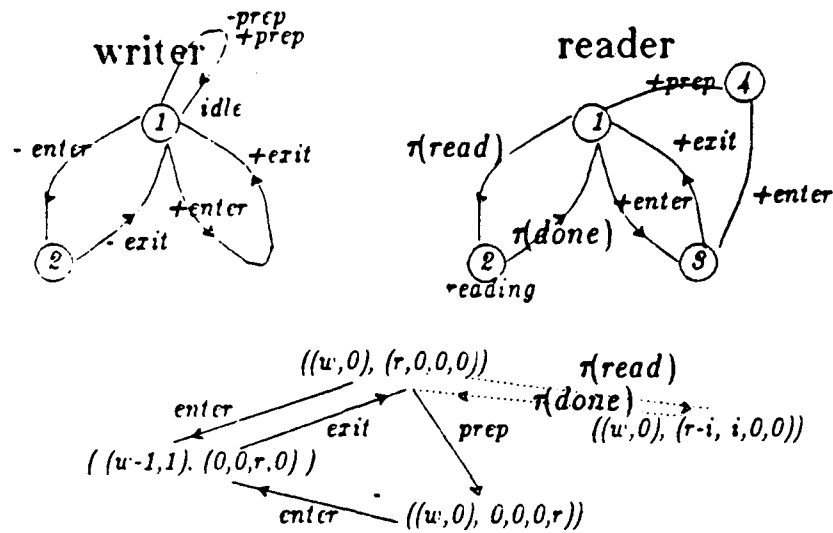 writer
-prep
+prep
idle
1
- enter
+exit
+enter
- exit
2
reader
+prep
4
1
τ(read)
+exit
+enter
+enter
τ(done)
2
3
reading
((w,0), (r,0,0,0))
τ(read)
τ(done)
enter
exit
prep
((w,0), (r-i, i,0,0))
( (w-1,1). (0,0,r,0) )
enter
((w,0), 0,0,0,r))